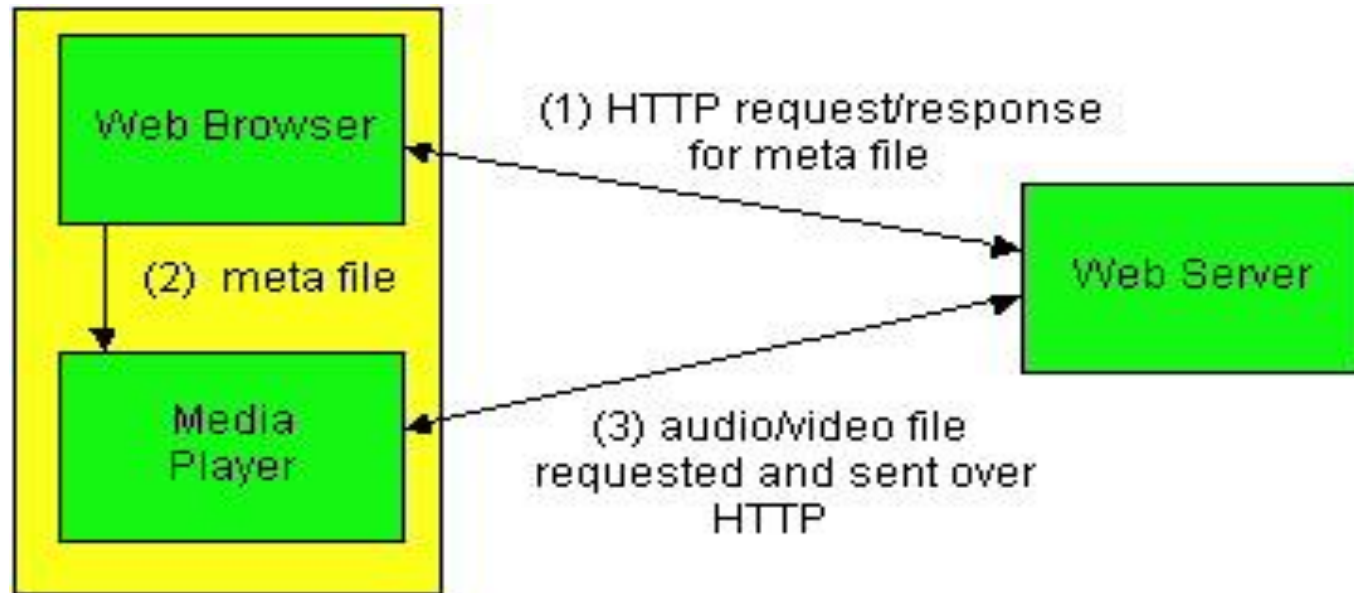 Web Browser
(1) HTTP request/response
for meta file
Web Server
(2) meta file
Media
Player
(3) audio/video file
requested and sent over
HTTP